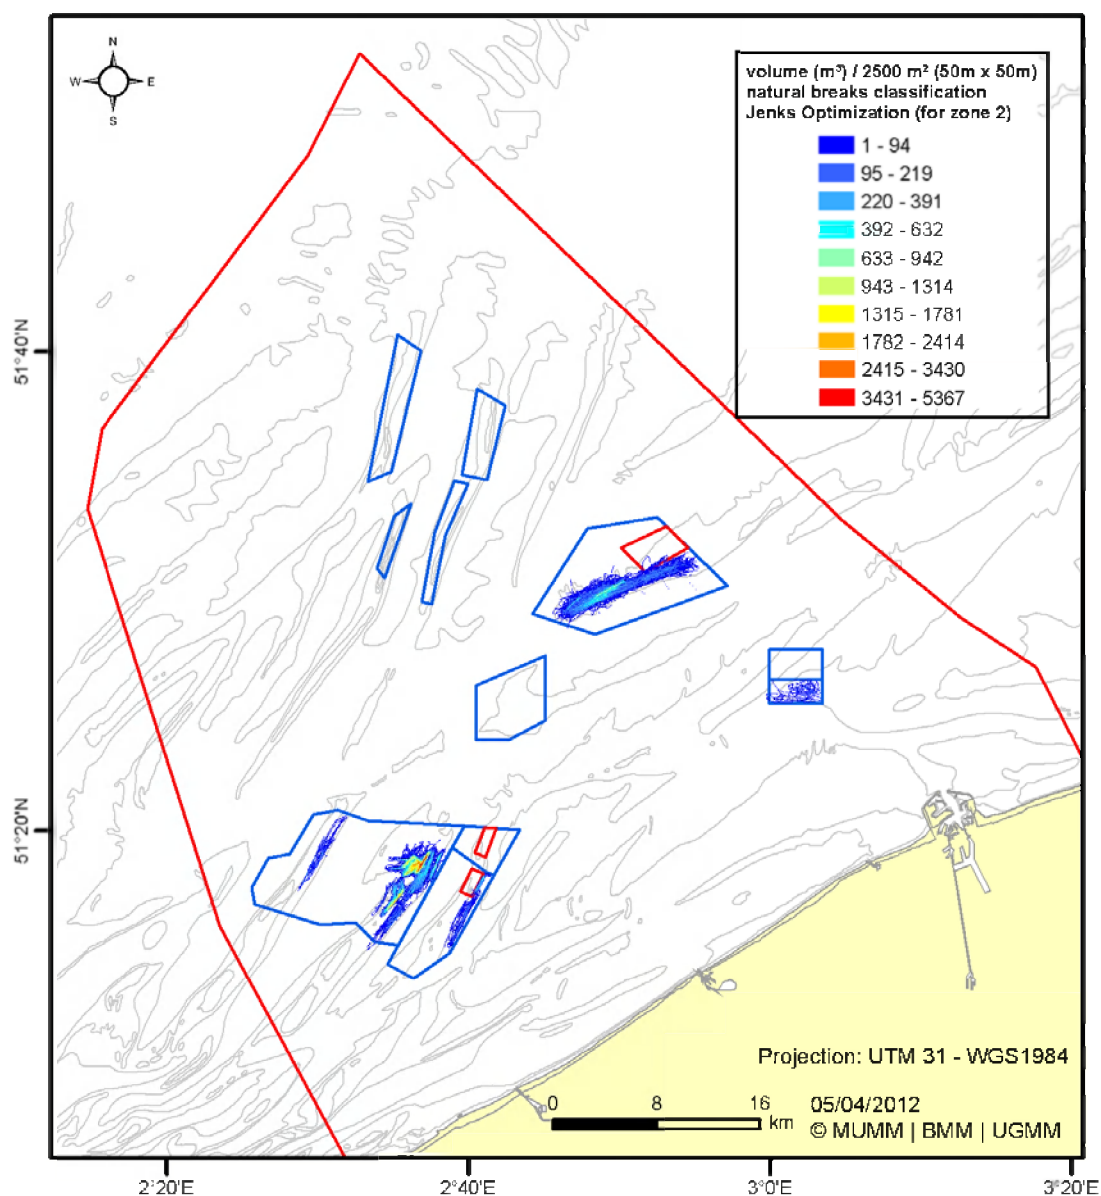 N
W E
S
volume (m³) / 2500 m² (50m x 50m)
natural breaks classification
Jenks Optimization (for zone 2)
1 - 94
95 - 219
220 - 391
392 - 632
633 - 942
943 - 1314
1315 - 1781
1782 - 2414
2415 - 3430
3431 - 5367
51°40'N
51°20'N
Projection: UTM 31 - WGS1984
0 8 16
km
05/04/2012
© MUMM | BMM | UGMM
2°20'E 2°40'E 3°0'E 3°20'E